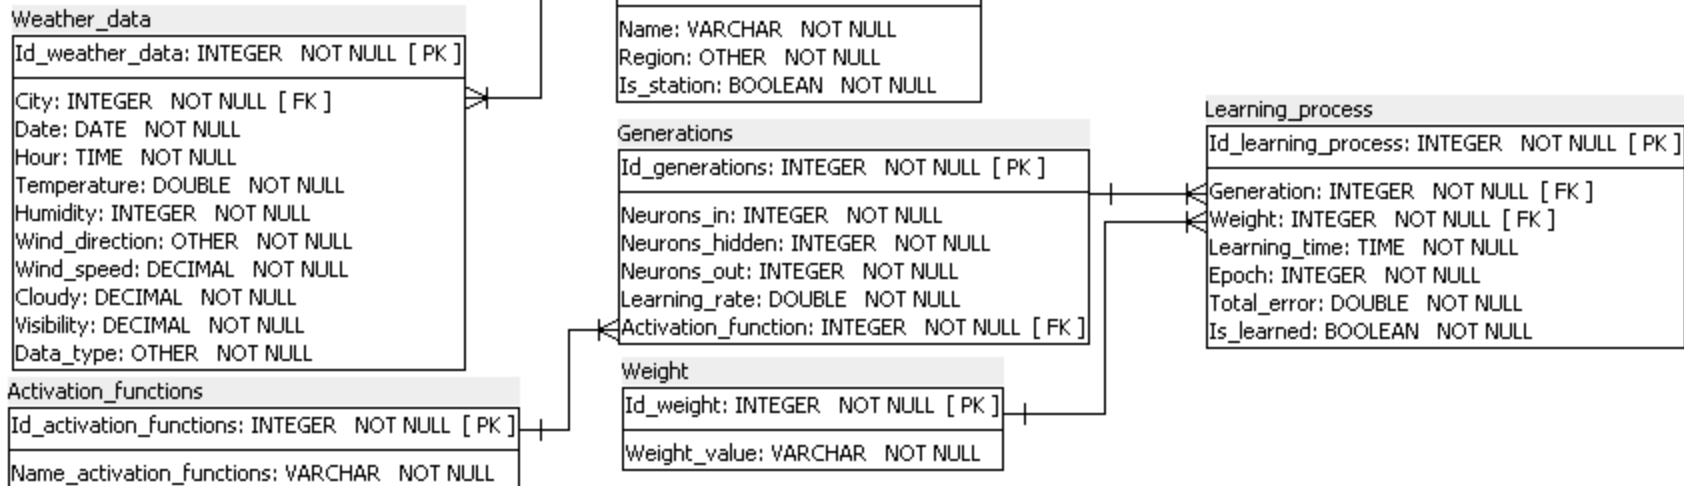 Weather_data
Id_weather_data: INTEGER NOT NULL [ PK ]
City: INTEGER NOT NULL [ FK ]
Date: DATE NOT NULL
Hour: TIME NOT NULL
Temperature: DOUBLE NOT NULL
Humidity: INTEGER NOT NULL
Wind_direction: OTHER NOT NULL
Wind_speed: DECIMAL NOT NULL
Cloudy: DECIMAL NOT NULL
Visibility: DECIMAL NOT NULL
Data_type: OTHER NOT NULL
Activation_functions
Id_activation_functions: INTEGER NOT NULL [ PK ]
Name_activation_functions: VARCHAR NOT NULL
Name: VARCHAR NOT NULL
Region: OTHER NOT NULL
Is_station: BOOLEAN NOT NULL
Generations
Id_generations: INTEGER NOT NULL [ PK ]
Neurons_in: INTEGER NOT NULL
Neurons_hidden: INTEGER NOT NULL
Neurons_out: INTEGER NOT NULL
Learning_rate: DOUBLE NOT NULL
Activation_function: INTEGER NOT NULL [ FK ]
Weight
Id_weight: INTEGER NOT NULL [ PK ]
Weight_value: VARCHAR NOT NULL
Learning_process
Id_learning_process: INTEGER NOT NULL [ PK ]
Generation: INTEGER NOT NULL [ FK ]
Weight: INTEGER NOT NULL [ FK ]
Learning_time: TIME NOT NULL
Epoch: INTEGER NOT NULL
Total_error: DOUBLE NOT NULL
Is_learned: BOOLEAN NOT NULL